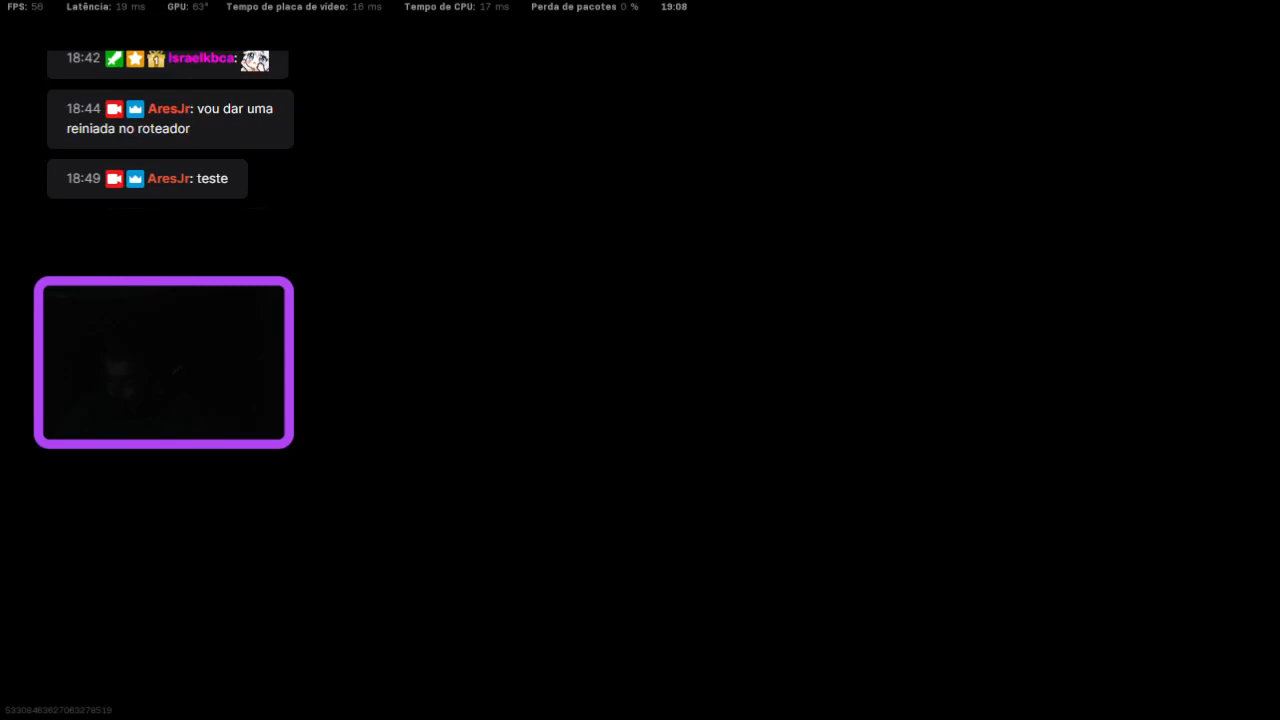 FPS: 56 Latência: 19 ms GPU: 63° Tempo de placa de vídeo: 16 ms Tempo de CPU: 17 ms Perda de pacotes 0 % 19:08
18:42 1 Israelkbca:
18:44 AresJr: vou dar uma
reiniada no roteador
18:49 AresJr: teste
53308463627063278519